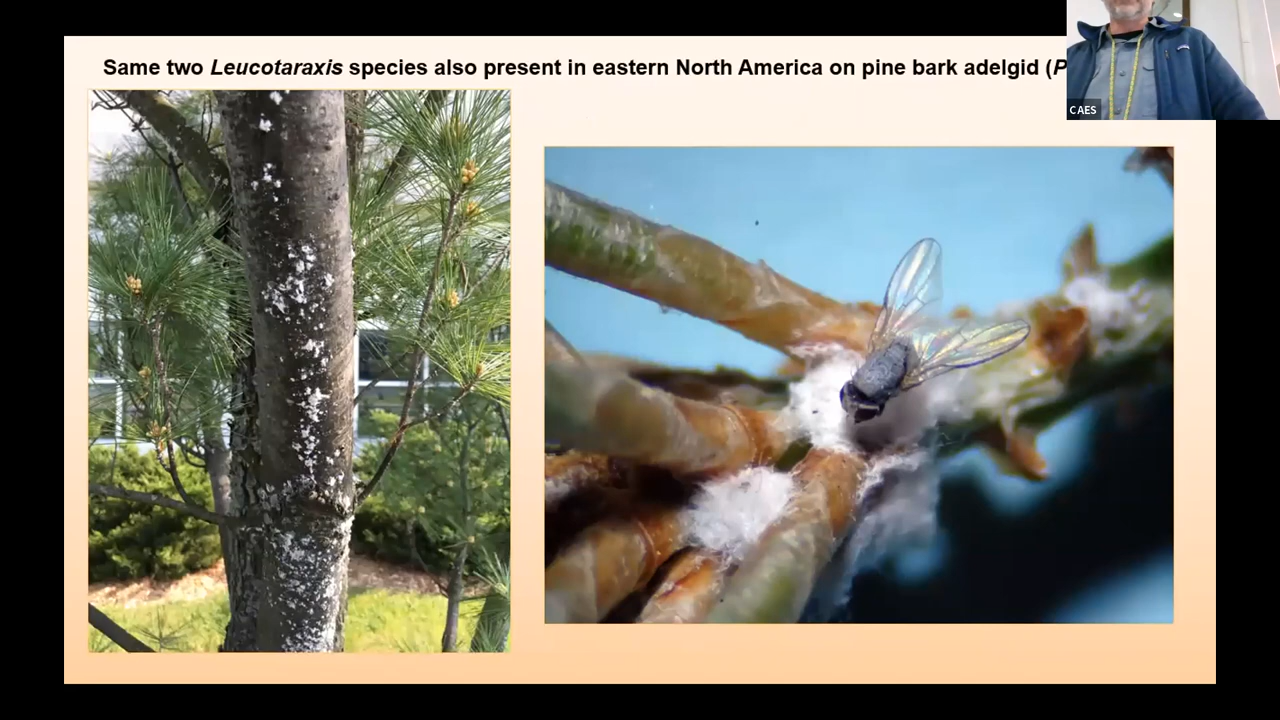 Same two Leucotaraxis species also present in eastern North America on pine bark adelgid (P
CAES